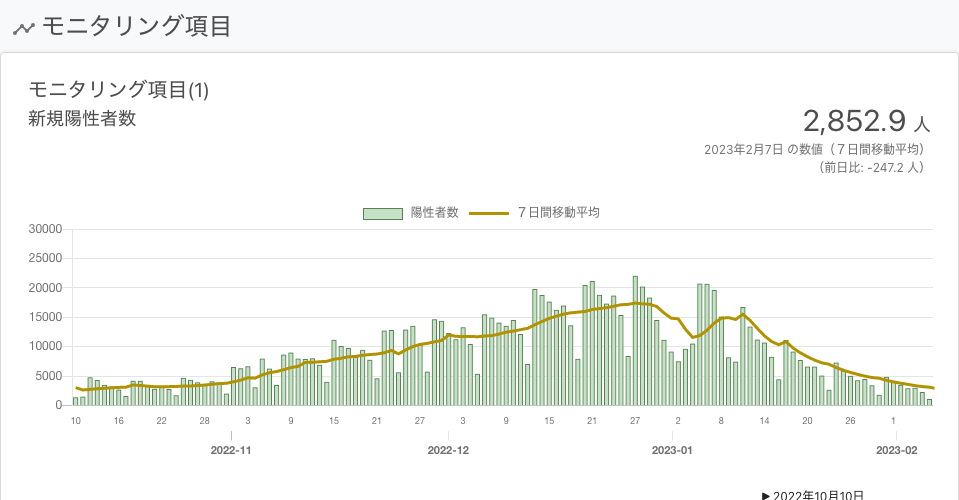 モニタリング項目
モニタリング項目(1)
新規陽性者数
2,852.9 人
2023年2月7日 の数値（７日間移動平均）
（前日比: -247.2 人）
陽性者数 ７日間移動平均
30000
25000
20000
15000
10000
5000
0
10 16 22 28 3 9 15 21 27 3 9 15 21 27 2 8 14 20 26 1
2022-11 2022-12 2023-01 2023-02
▶ 2022年10月10日